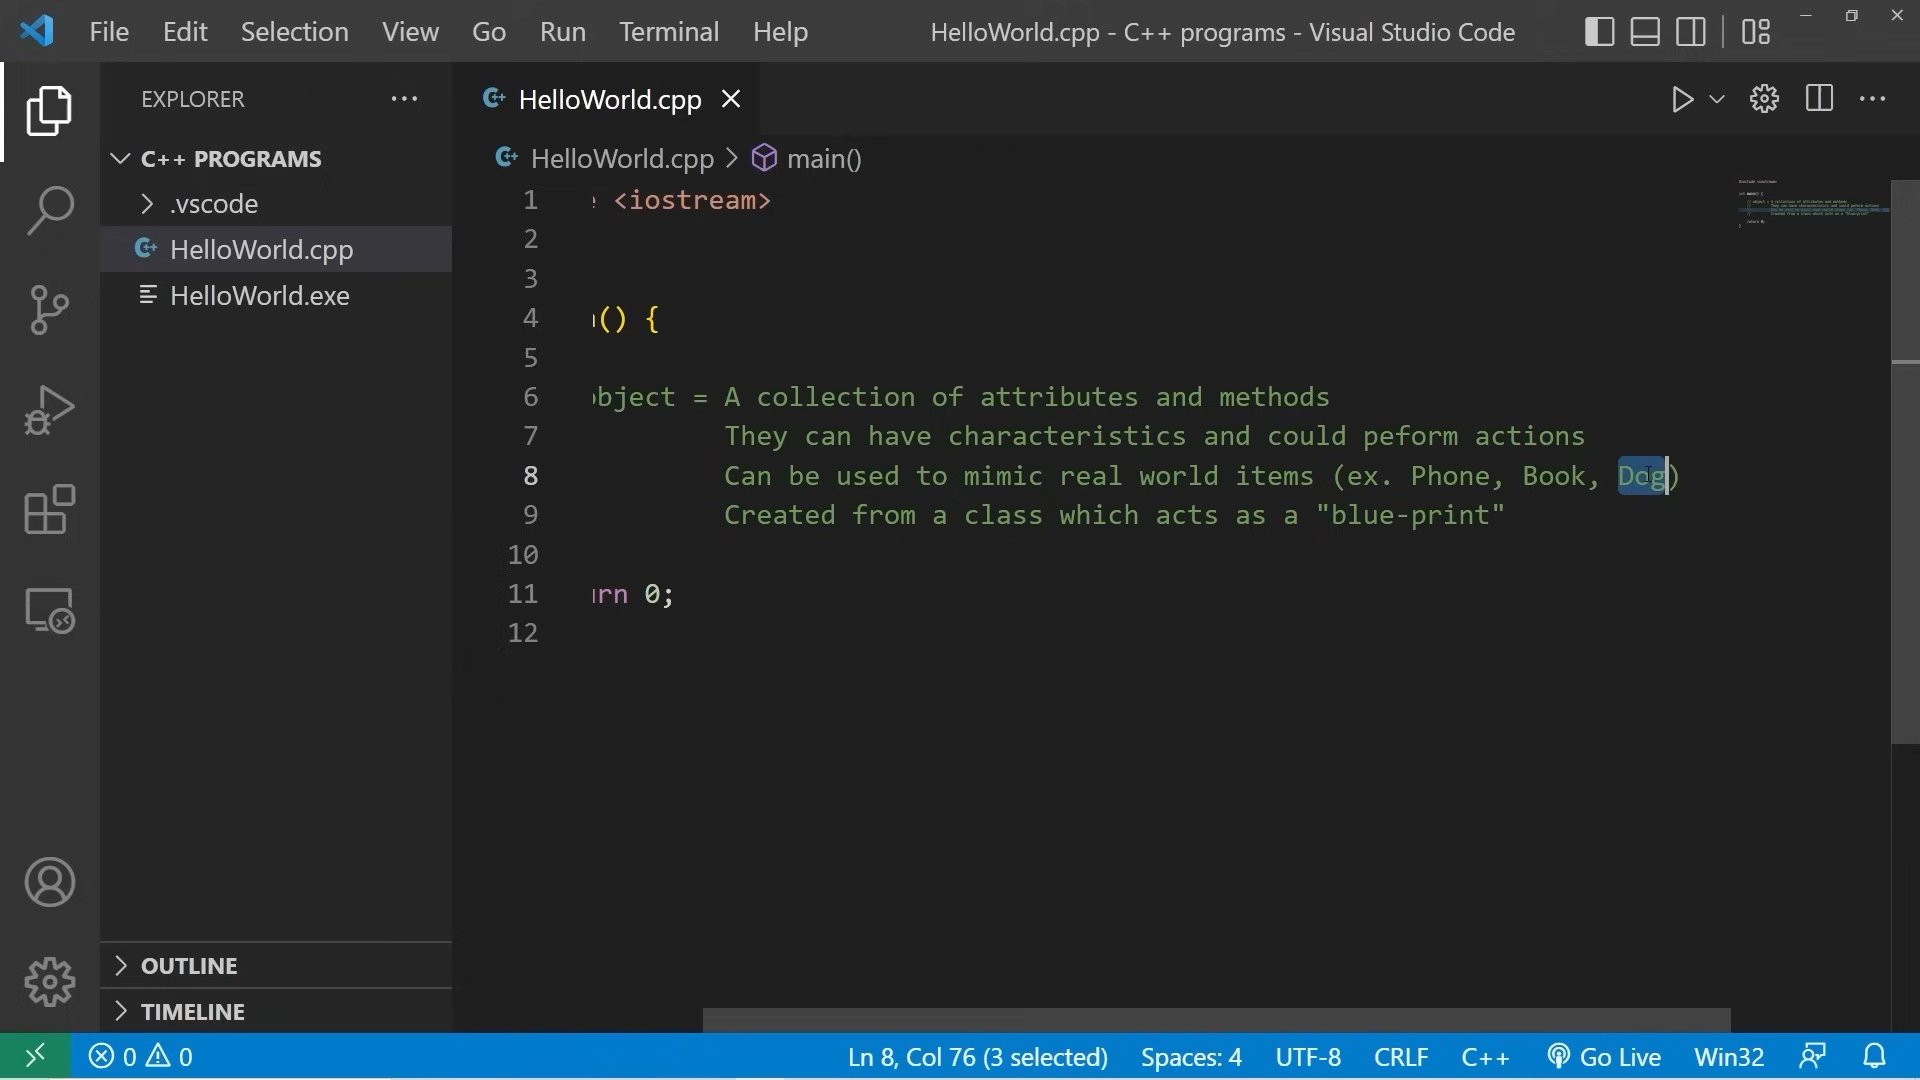 File Edit Selection View Go Run Terminal Help HelloWorld.cpp - C++ programs - Visual Studio Code
EXPLORER
C++ PROGRAMS
.vscode
HelloWorld.cpp
HelloWorld.exe
OUTLINE
TIMELINE
HelloWorld.cpp
HelloWorld.cpp > main()
1 <iostream>
2
3
4 () {
5
6 object = A collection of attributes and methods
7 They can have characteristics and could peform actions
8 Can be used to mimic real world items (ex. Phone, Book, Dog)
9 Created from a class which acts as a "blue-print"
10
11 rn 0;
12
0 0 Ln 8, Col 76 (3 selected) Spaces: 4 UTF-8 CRLF C++ Go Live Win32